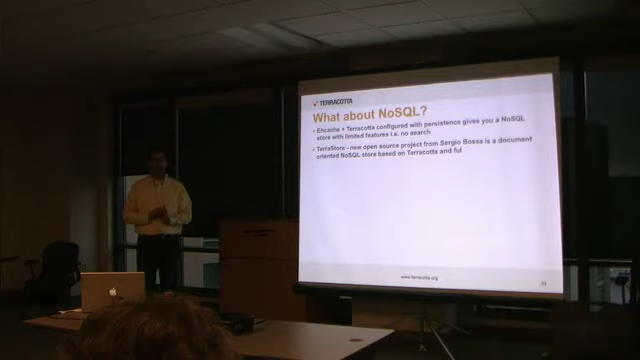 TERRACOTTA
What about NoSQL?
• Ehcache + Terracotta configured with persistence gives you a NoSQL
store with limited features i.e. no search
• TerraStore - new open source project from Sergio Bossa is a document
oriented NoSQL store based on Terracotta and ful
www.terracotta.org